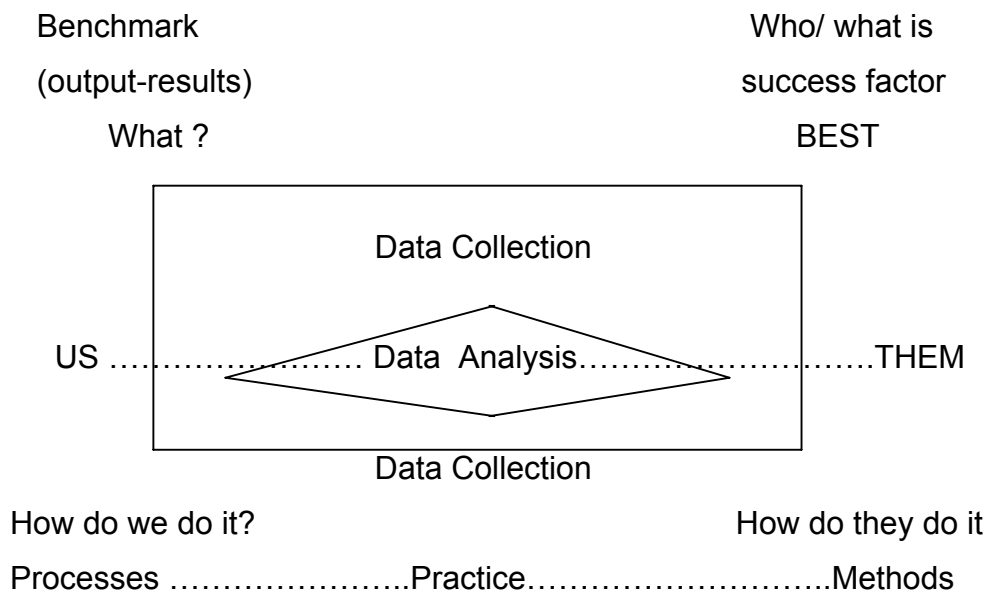 Benchmark Who/ what is
(output-results) success factor
What ? BEST
Data Collection
US …………………… Data Analysis……………………….THEM
Data Collection
How do we do it? How do they do it
Processes …………………..Practice………………………..Methods